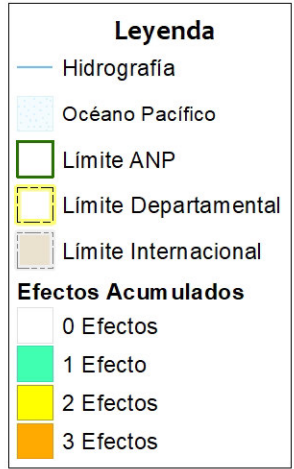 Leyenda
Hidrografía
Océano Pacífico
Límite ANP
Límite Departamental
Límite Internacional
Efectos Acumulados
0 Efectos
1 Efecto
2 Efectos
3 Efectos